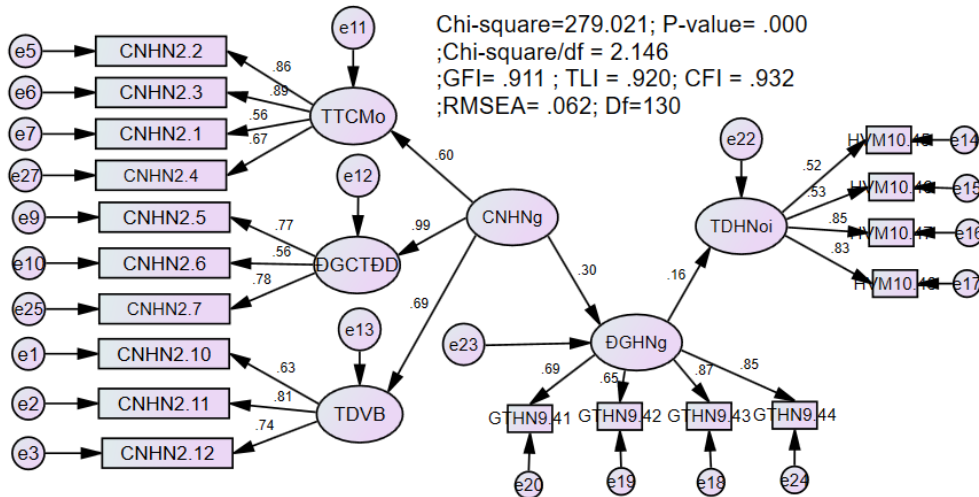 Chi-square=279.021; P-value= .000
;Chi-square/df = 2.146
;GFI= .911 ; TLI = .920; CFI = .932
;RMSEA= .062; Df=130
e11
e5
CNHN2.2
.86
e6
CNHN2.3
.89
TTCMo
e7
CNHN2.1
.56
e27
CNHN2.4
.67
.60
e12
e9
CNHN2.5
.77
ĐGCTĐD
.99
CNHNg
e10
CNHN2.6
.56
e25
CNHN2.7
.78
.69
.30
e13
e1
CNHN2.10
.63
e2
CNHN2.11
.81
TDVB
e3
CNHN2.12
.74
e22
TDHNoi
.52
e14
.53
e15
.85
e16
.83
e17
.16
e23
ĐGHNg
.69
.65
.87
.85
GTHN9.41
GTHN9.42
GTHN9.43
GTHN9.44
e20
e19
e18
e24